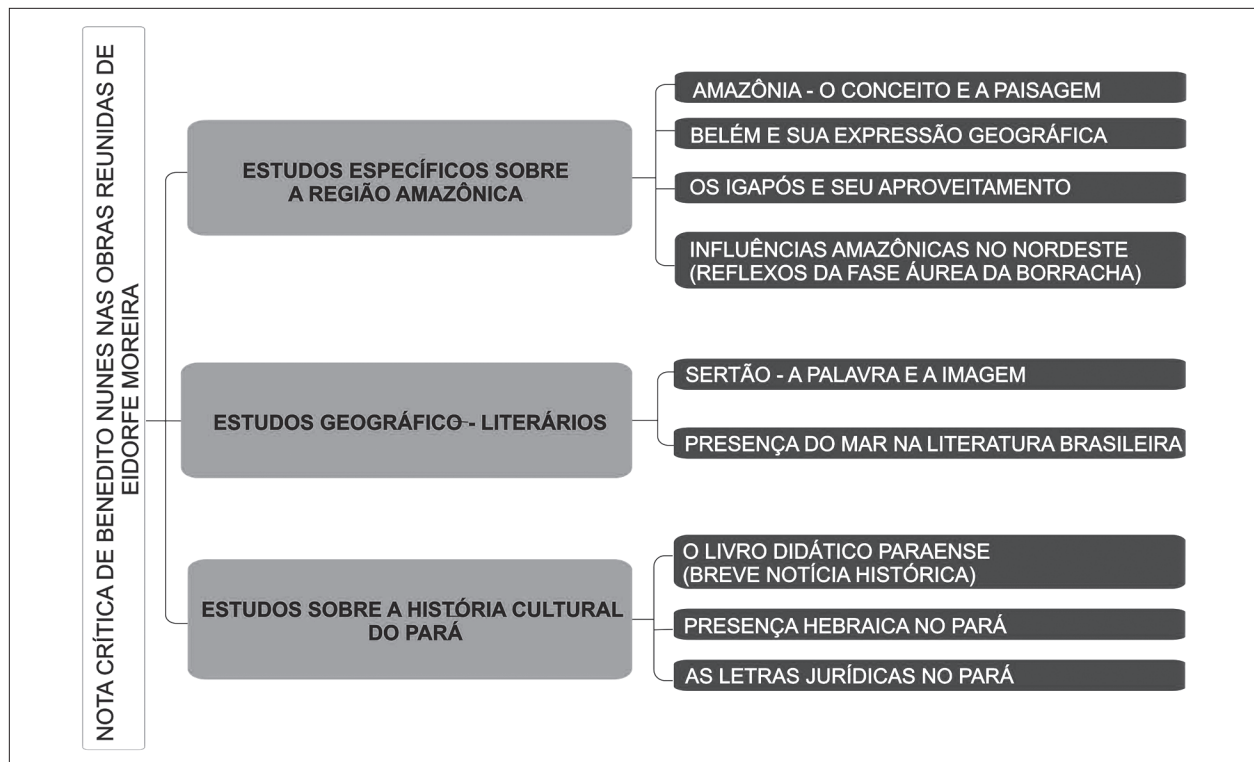 NOTA CRÍTICA DE BENEDITO NUNES NAS OBRAS REUNIDAS DE
EIDORFE MOREIRA
ESTUDOS ESPECÍFICOS SOBRE
A REGIÃO AMAZÔNICA
AMAZÔNIA - O CONCEITO E A PAISAGEM
BELÉM E SUA EXPRESSÃO GEOGRÁFICA
OS IGAPÓS E SEU APROVEITAMENTO
INFLUÊNCIAS AMAZÔNICAS NO NORDESTE
(REFLEXOS DA FASE ÁUREA DA BORRACHA)
ESTUDOS GEOGRÁFICO - LITERÁRIOS
SERTÃO - A PALAVRA E A IMAGEM
PRESENÇA DO MAR NA LITERATURA BRASILEIRA
ESTUDOS SOBRE A HISTÓRIA CULTURAL
DO PARÁ
O LIVRO DIDÁTICO PARAENSE
(BREVE NOTÍCIA HISTÓRICA)
PRESENÇA HEBRAICA NO PARÁ
AS LETRAS JURÍDICAS NO PARÁ